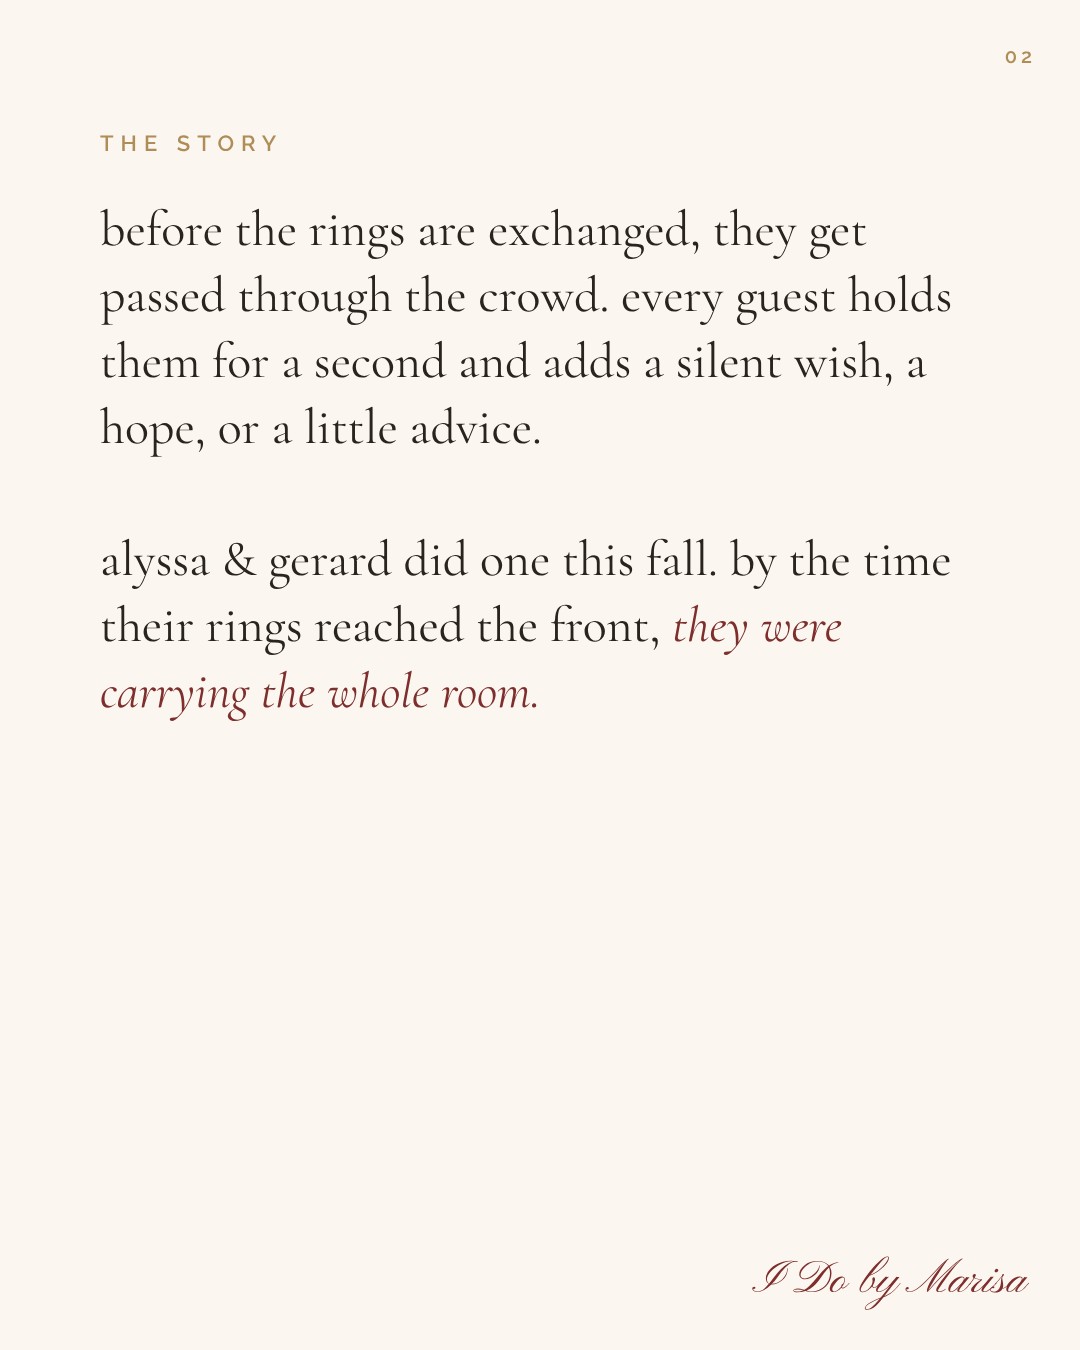 02
THE STORY
before the rings are exchanged, they get
passed through the crowd. every guest holds
them for a second and adds a silent wish, a
hope, or a little advice.
alyssa & gerard did one this fall. by the time
their rings reached the front, they were
carrying the whole room.
I Do by Marisa